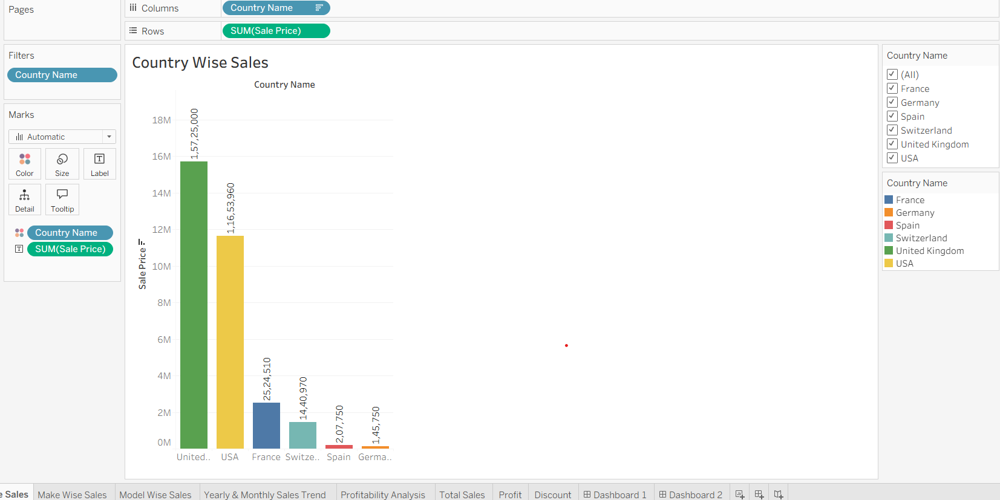 Pages
Columns
Country Name
Rows
SUM(Sale Price)
Filters
Country Name
Marks
Automatic
Color
Size
Label
Detail
Tooltip
Country Name
SUM(Sale Price)
Country Wise Sales
Country Name
Sale Price
18M
16M
14M
12M
10M
8M
6M
4M
2M
0M
1,57,25,000
1,16,53,960
25,24,510
14,40,970
2,07,750
1,45,750
United..
USA
France
Switze..
Spain
Germa..
Country Name
(All)
France
Germany
Spain
Switzerland
United Kingdom
USA
Country Name
France
Germany
Spain
Switzerland
United Kingdom
USA
e Sales
Make Wise Sales
Model Wise Sales
Yearly & Monthly Sales Trend
Profitability Analysis
Total Sales
Profit
Discount
Dashboard 1
Dashboard 2